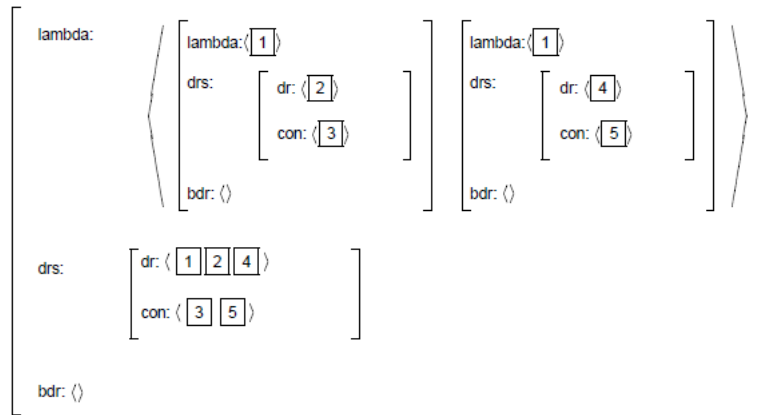 lambda:
lambda:⟨ 1 ⟩ lambda:⟨ 1 ⟩
drs: dr: ⟨ 2 ⟩ drs: dr: ⟨ 4 ⟩
con: ⟨ 3 ⟩ con: ⟨ 5 ⟩
bdr: ⟨⟩ bdr: ⟨⟩
drs: dr: ⟨ 1 2 4 ⟩
con: ⟨ 3 5 ⟩
bdr: ⟨⟩